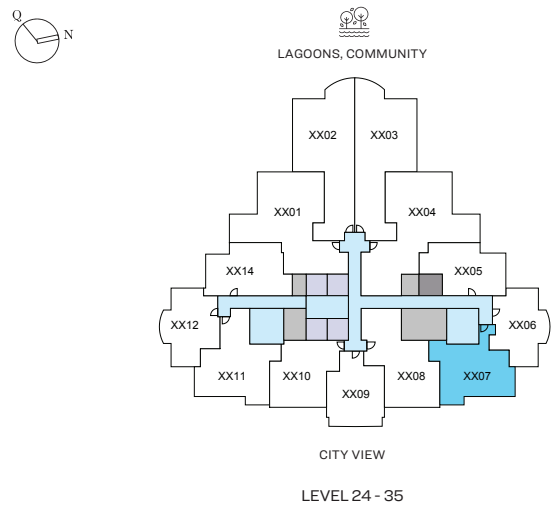 Q
N
LAGOONS, COMMUNITY
XX02 XX03
XX01 XX04
XX14 XX05
XX12 XX06
XX11 XX10 XX09 XX08 XX07
CITY VIEW
LEVEL 24 - 35